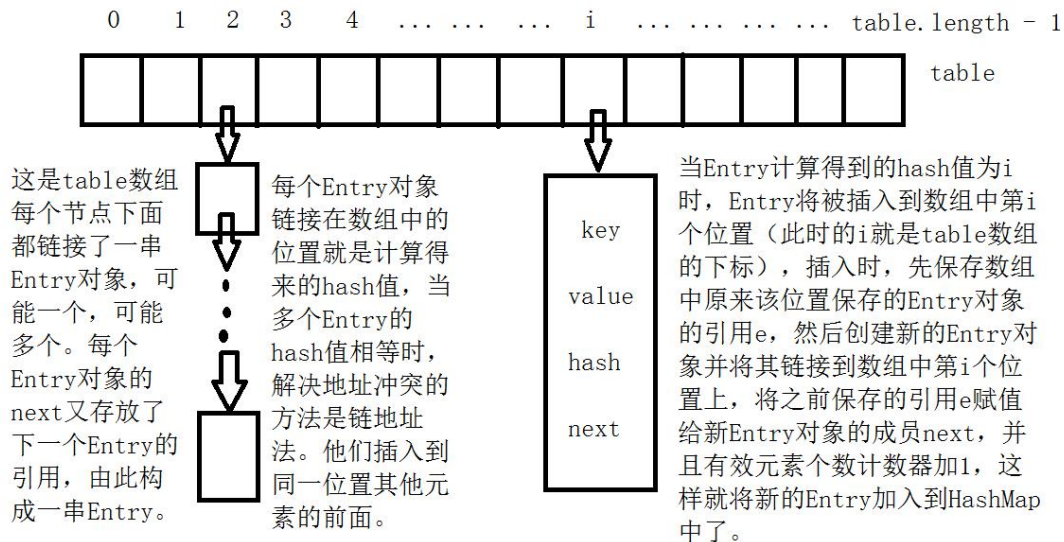 0 1 2 3 4 ... ... ... i ... ... ... ... table.length - 1
table
这是table数组
每个节点下面
都链接了一串
Entry对象，可
能一个，可能
多个。每个
Entry对象的
next又存放了
下一个Entry的
引用，由此构
成一串Entry。
每个Entry对象
链接在数组中的
位置就是计算得
来的hash值，当
多个Entry的
hash值相等时，
解决地址冲突的
方法是链地址
法。他们插入到
同一位置其他元
素的前面。
key
value
hash
next
当Entry计算得到的hash值为i
时，Entry将被插入到数组中第i
个位置（此时的i就是table数组
的下标），插入时，先保存数组
中原来该位置保存的Entry对象
的引用e，然后创建新的Entry对
象并将其链接到数组中第i个位
置上，将之前保存的引用e赋值
给新Entry对象的成员next，并
且有效元素个数计数器加1，这
样就将新的Entry加入到HashMap
中了。